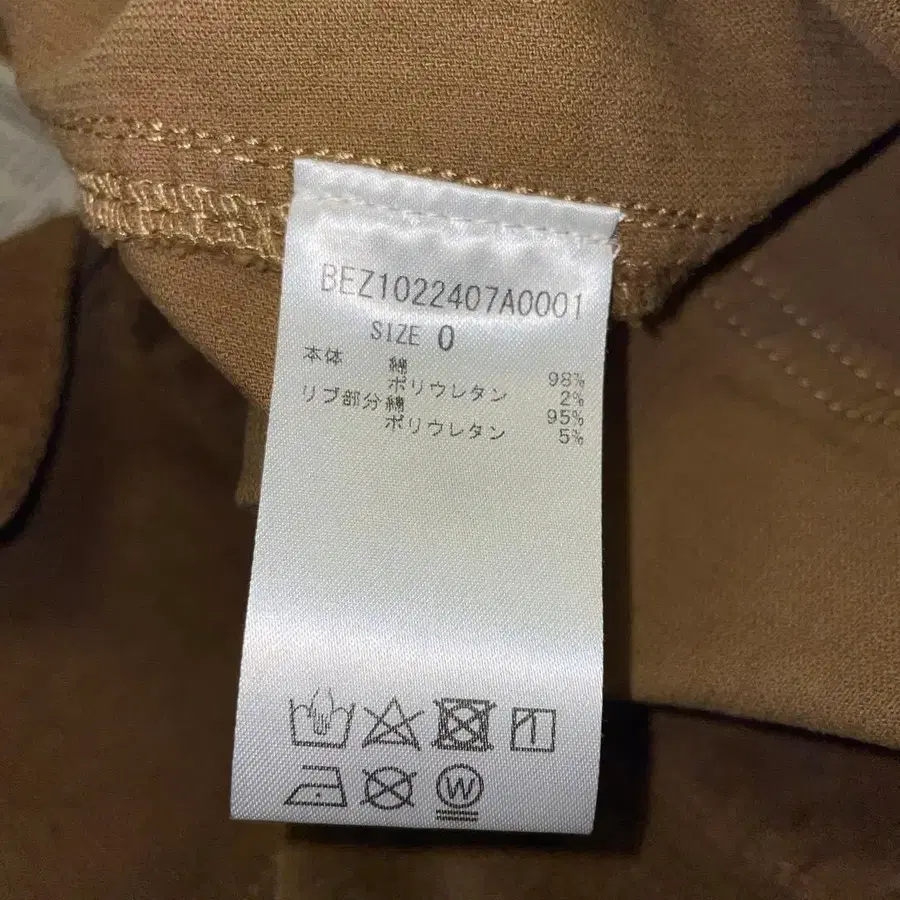 BEZ1022407A0001
SIZE 0
本体 綿 98%
ポリウレタン 2%
リブ部分 綿 95%
ポリウレタン 5%
W